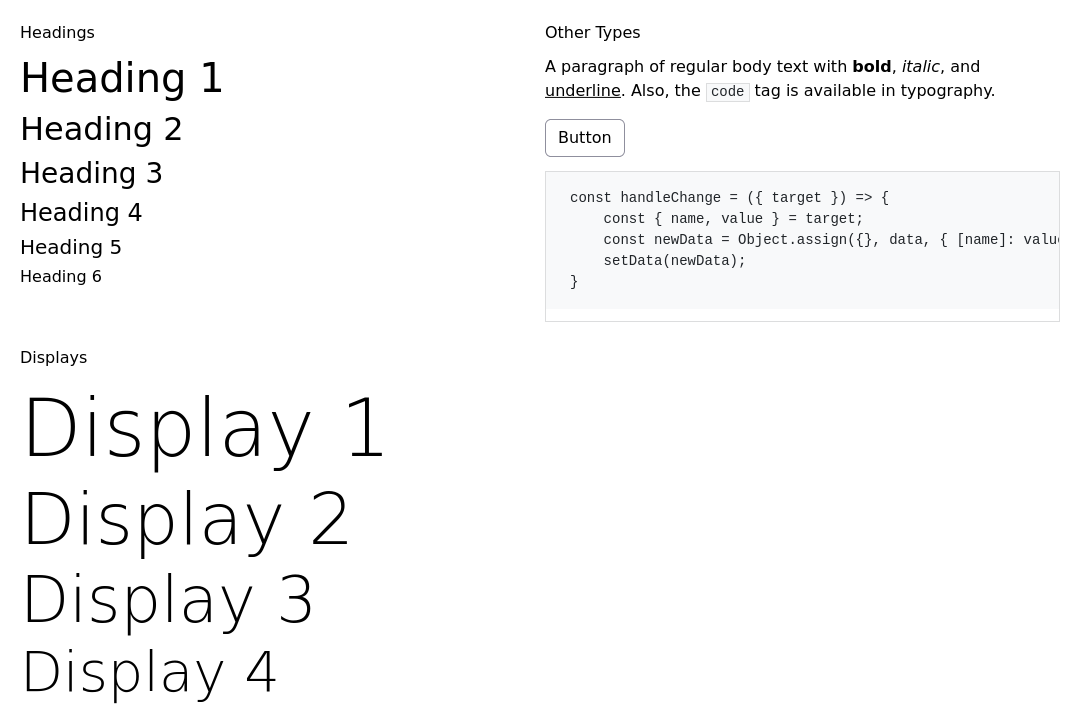 Headings
Heading 1
Heading 2
Heading 3
Heading 4
Heading 5
Heading 6
Other Types
A paragraph of regular body text with bold, italic, and
underline. Also, the code tag is available in typography.
Button
const handleChange = ({ target }) => {
    const { name, value } = target;
    const newData = Object.assign({}, data, { [name]: value
    setData(newData);
}
Displays
Display 1
Display 2
Display 3
Display 4